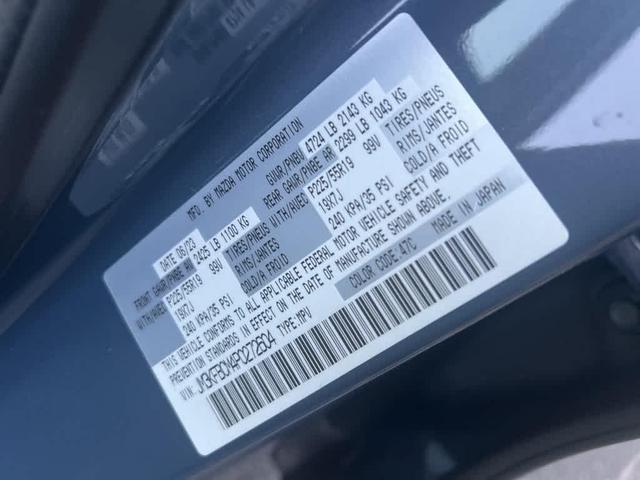 MFD. BY MAZDA MOTOR CORPORATION
DATE 06/23 GVWR/PNBV 4724 LB 2143 KG
FRONT GAWR/PNBE AV 2425 LB 1100 KG REAR GAWR/PNBE AR 2299 LB 1043 KG
WITH/AVEC P225/55R19 99V TIRES/PNEUS WITH/AVEC P225/55R19 99V TIRES/PNEUS
19X7J RIMS/JANTES 19X7J RIMS/JANTES
240 KPA/35 PSI COLD/A FROID 240 KPA/35 PSI COLD/A FROID
THIS VEHICLE CONFORMS TO ALL APPLICABLE FEDERAL MOTOR VEHICLE SAFETY AND THEFT
PREVENTION STANDARDS IN EFFECT ON THE DATE OF MANUFACTURE SHOWN ABOVE.
VIN: TYPE:MPV COLOR CODE 47C MADE IN JAPAN